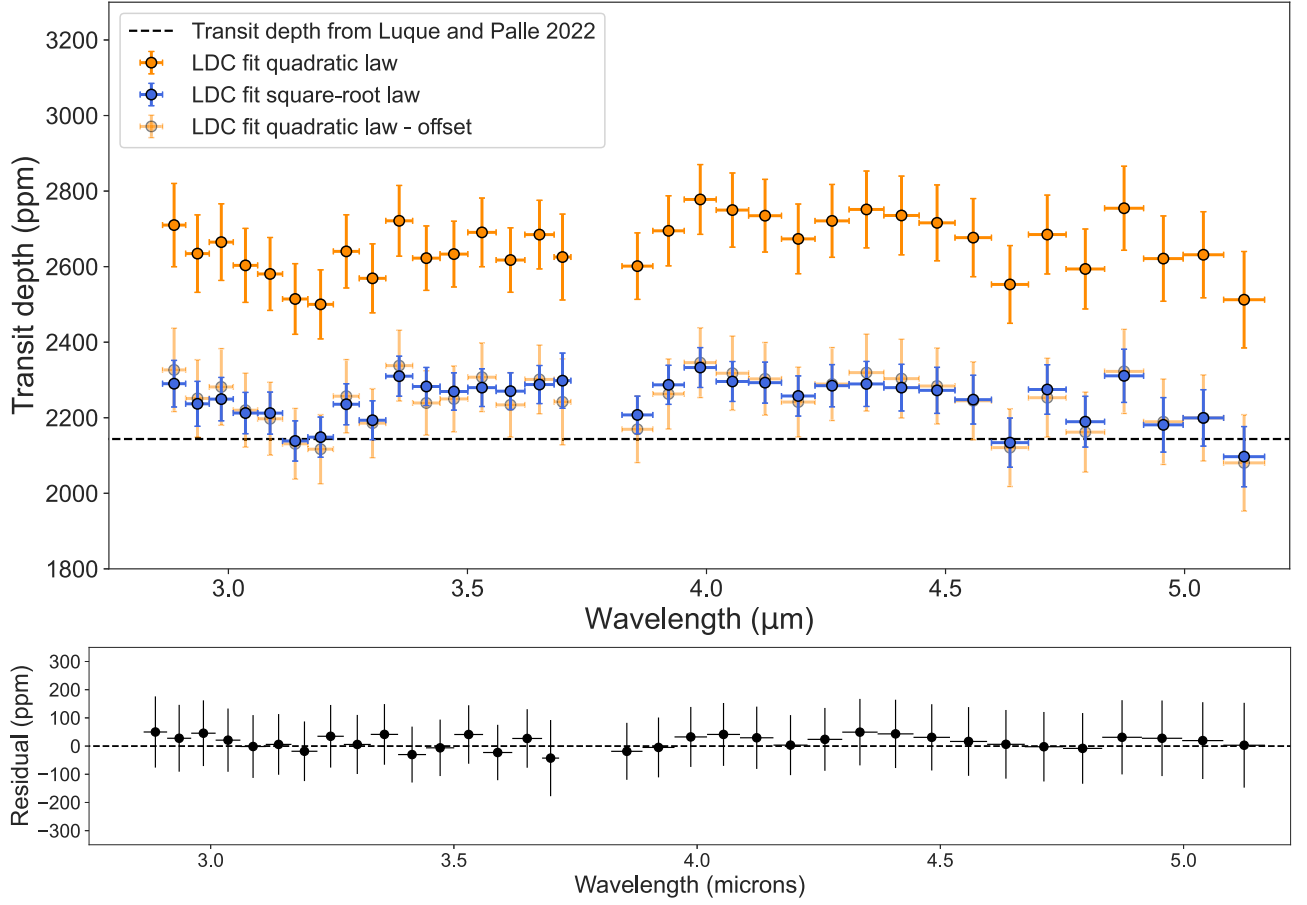 Transit depth from Luque and Palle 2022
LDC fit quadratic law
LDC fit square-root law
LDC fit quadratic law - offset
Transit depth (ppm)
3200
3000
2800
2600
2400
2200
2000
1800
3.0 3.5 4.0 4.5 5.0
Wavelength (μm)
Residual (ppm)
300
200
100
0
−100
−200
−300
3.0 3.5 4.0 4.5 5.0
Wavelength (microns)